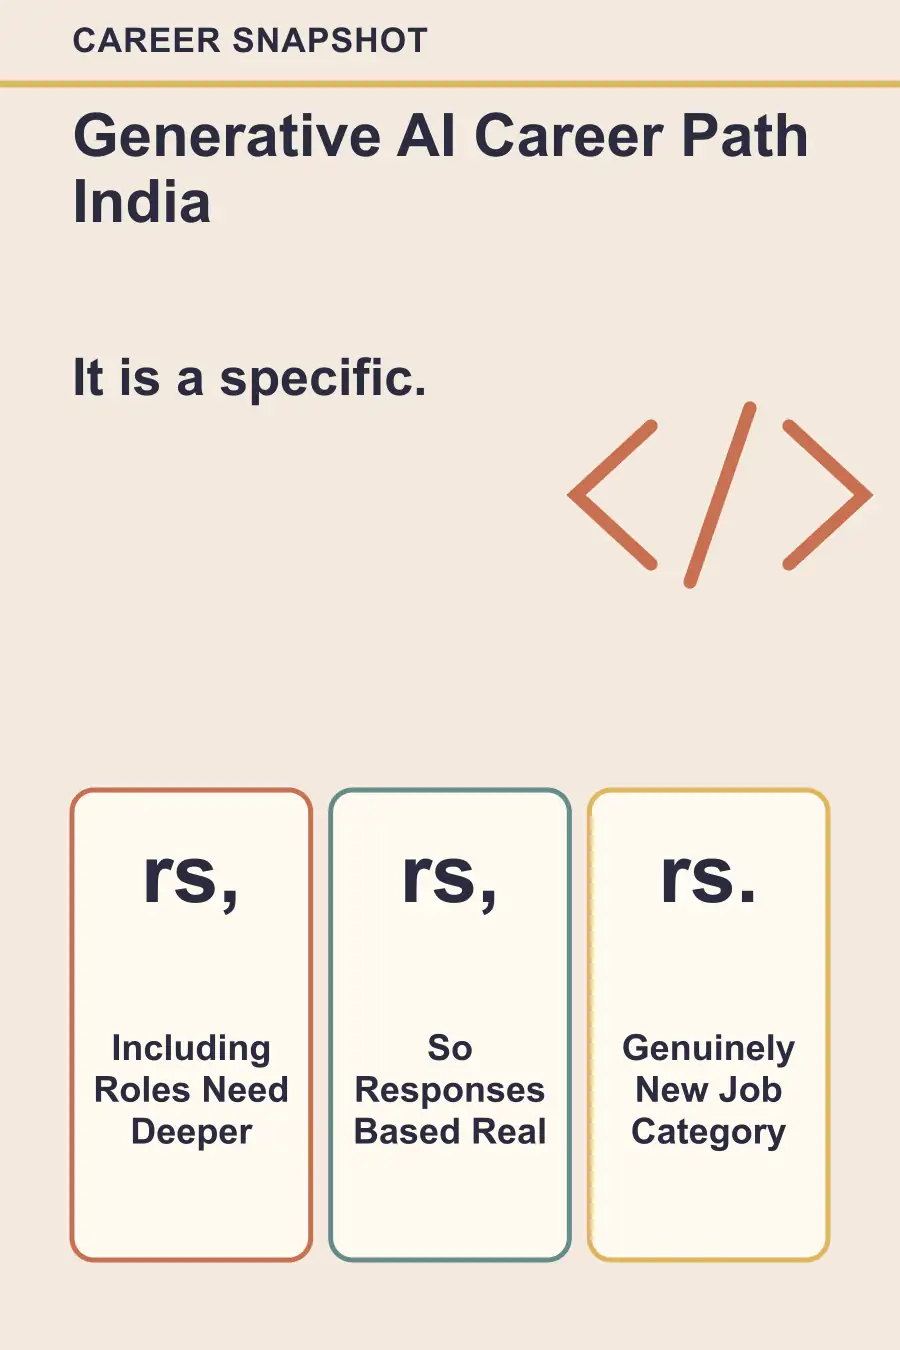 CAREER SNAPSHOT
Generative AI Career Path
India
It is a specific.
rs,
Including
Roles Need
Deeper
rs,
So
Responses
Based Real
rs.
Genuinely
New Job
Category